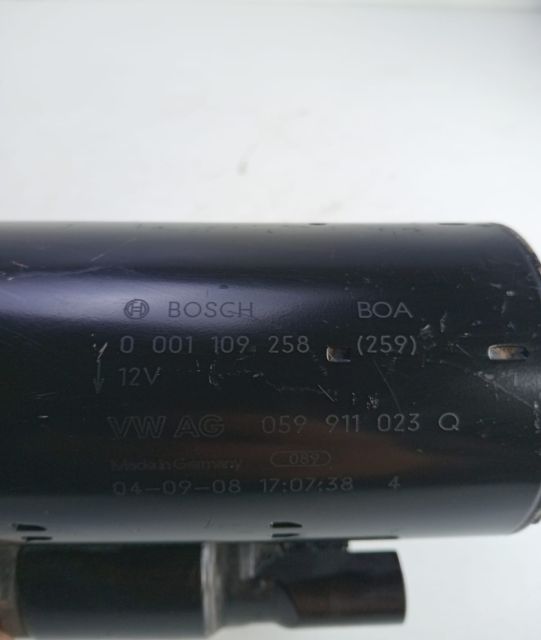 BOSCH BOA
0 001 109 258 (259)
12V
VW AG 059 911 023 Q
Made in Germany 089
04-09-08 17:07:38 4